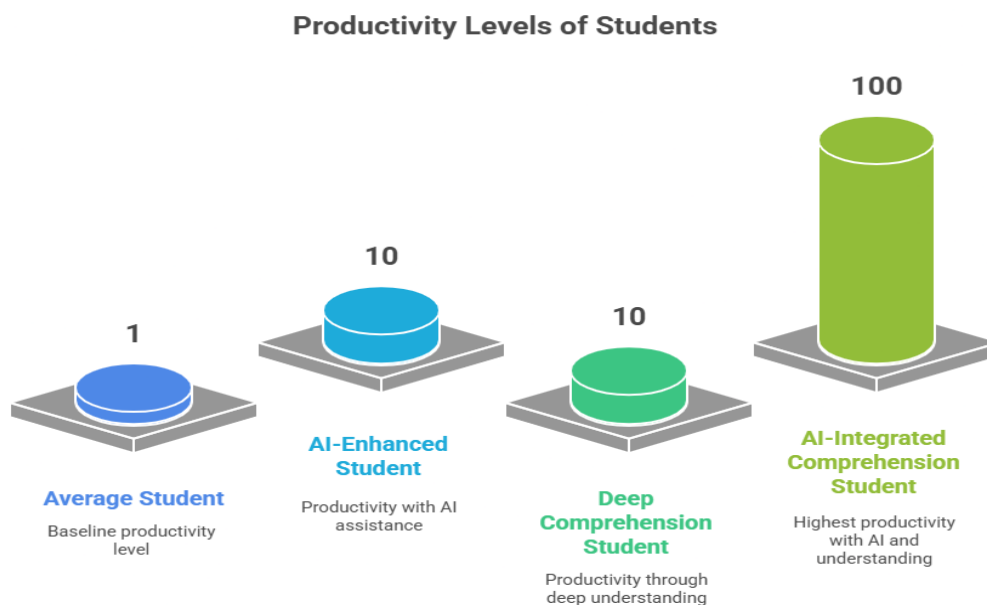 Productivity Levels of Students
1
Average Student
Baseline productivity
level
10
AI-Enhanced
Student
Productivity with AI
assistance
10
Deep
Comprehension
Student
Productivity through
deep understanding
100
AI-Integrated
Comprehension
Student
Highest productivity
with AI and
understanding